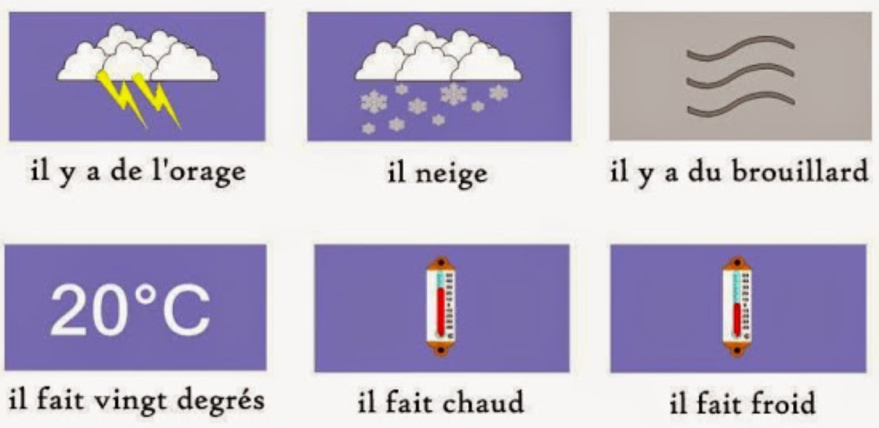 il y a de l'orage
il neige
il y a du brouillard
20°C
il fait vingt degrés
il fait chaud
il fait froid